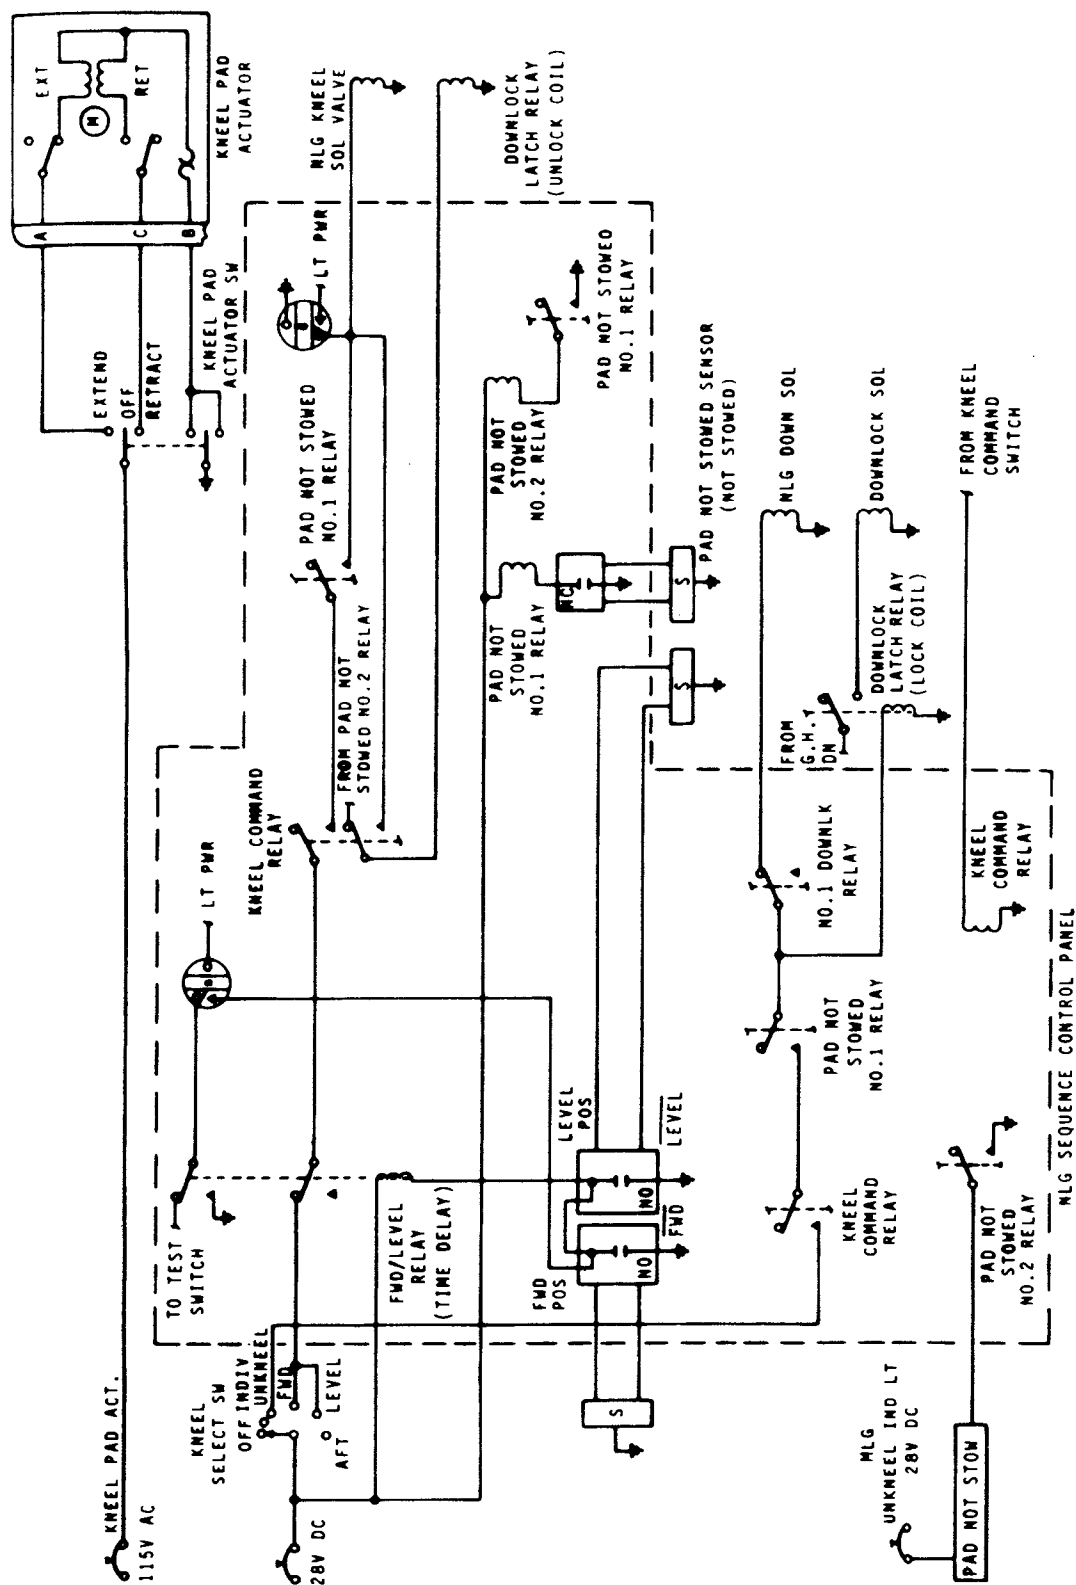 KNEEL PAD ACT.
115V AC
EXTEND
OFF
RETRACT
KNEEL PAD
ACTUATOR SW
A
C
B
EXT
M
RET
KNEEL PAD
ACTUATOR
TO TEST
SWITCH
LT PWR
KNEEL COMMAND
RELAY
KNEEL
SELECT SW
OFF
INDIV
UNKNEEL
FWD
LEVEL
AFT
28V DC
PAD NOT STOWED
NO.1 RELAY
LT PWR
NLG KNEEL
SOL VALVE
FROM PAD NOT
STOWED NO.2 RELAY
FWD/LEVEL
RELAY
(TIME DELAY)
DOWNLOCK
LATCH RELAY
(UNLOCK COIL)
PAD NOT
STOWED
NO.1 RELAY
PAD NOT
STOWED
NO.2 RELAY
PAD NOT STOWED
NO.1 RELAY
NC
S
PAD NOT STOWED SENSOR
(NOT STOWED)
S
FWD
POS
LEVEL
POS
NO
FWD
NO
LEVEL
S
KNEEL
COMMAND
RELAY
PAD NOT
STOWED
NO.1 RELAY
NO.1 DOWNLK
RELAY
NLG DOWN SOL
FROM
G.H.
DN
DOWNLOCK
LATCH RELAY
(LOCK COIL)
DOWNLOCK SOL
MLG
UNKNEEL IND LT
28V DC
PAD NOT STOW
PAD NOT
STOWED
NO.2 RELAY
KNEEL
COMMAND
RELAY
FROM KNEEL
COMMAND
SWITCH
NLG SEQUENCE CONTROL PANEL